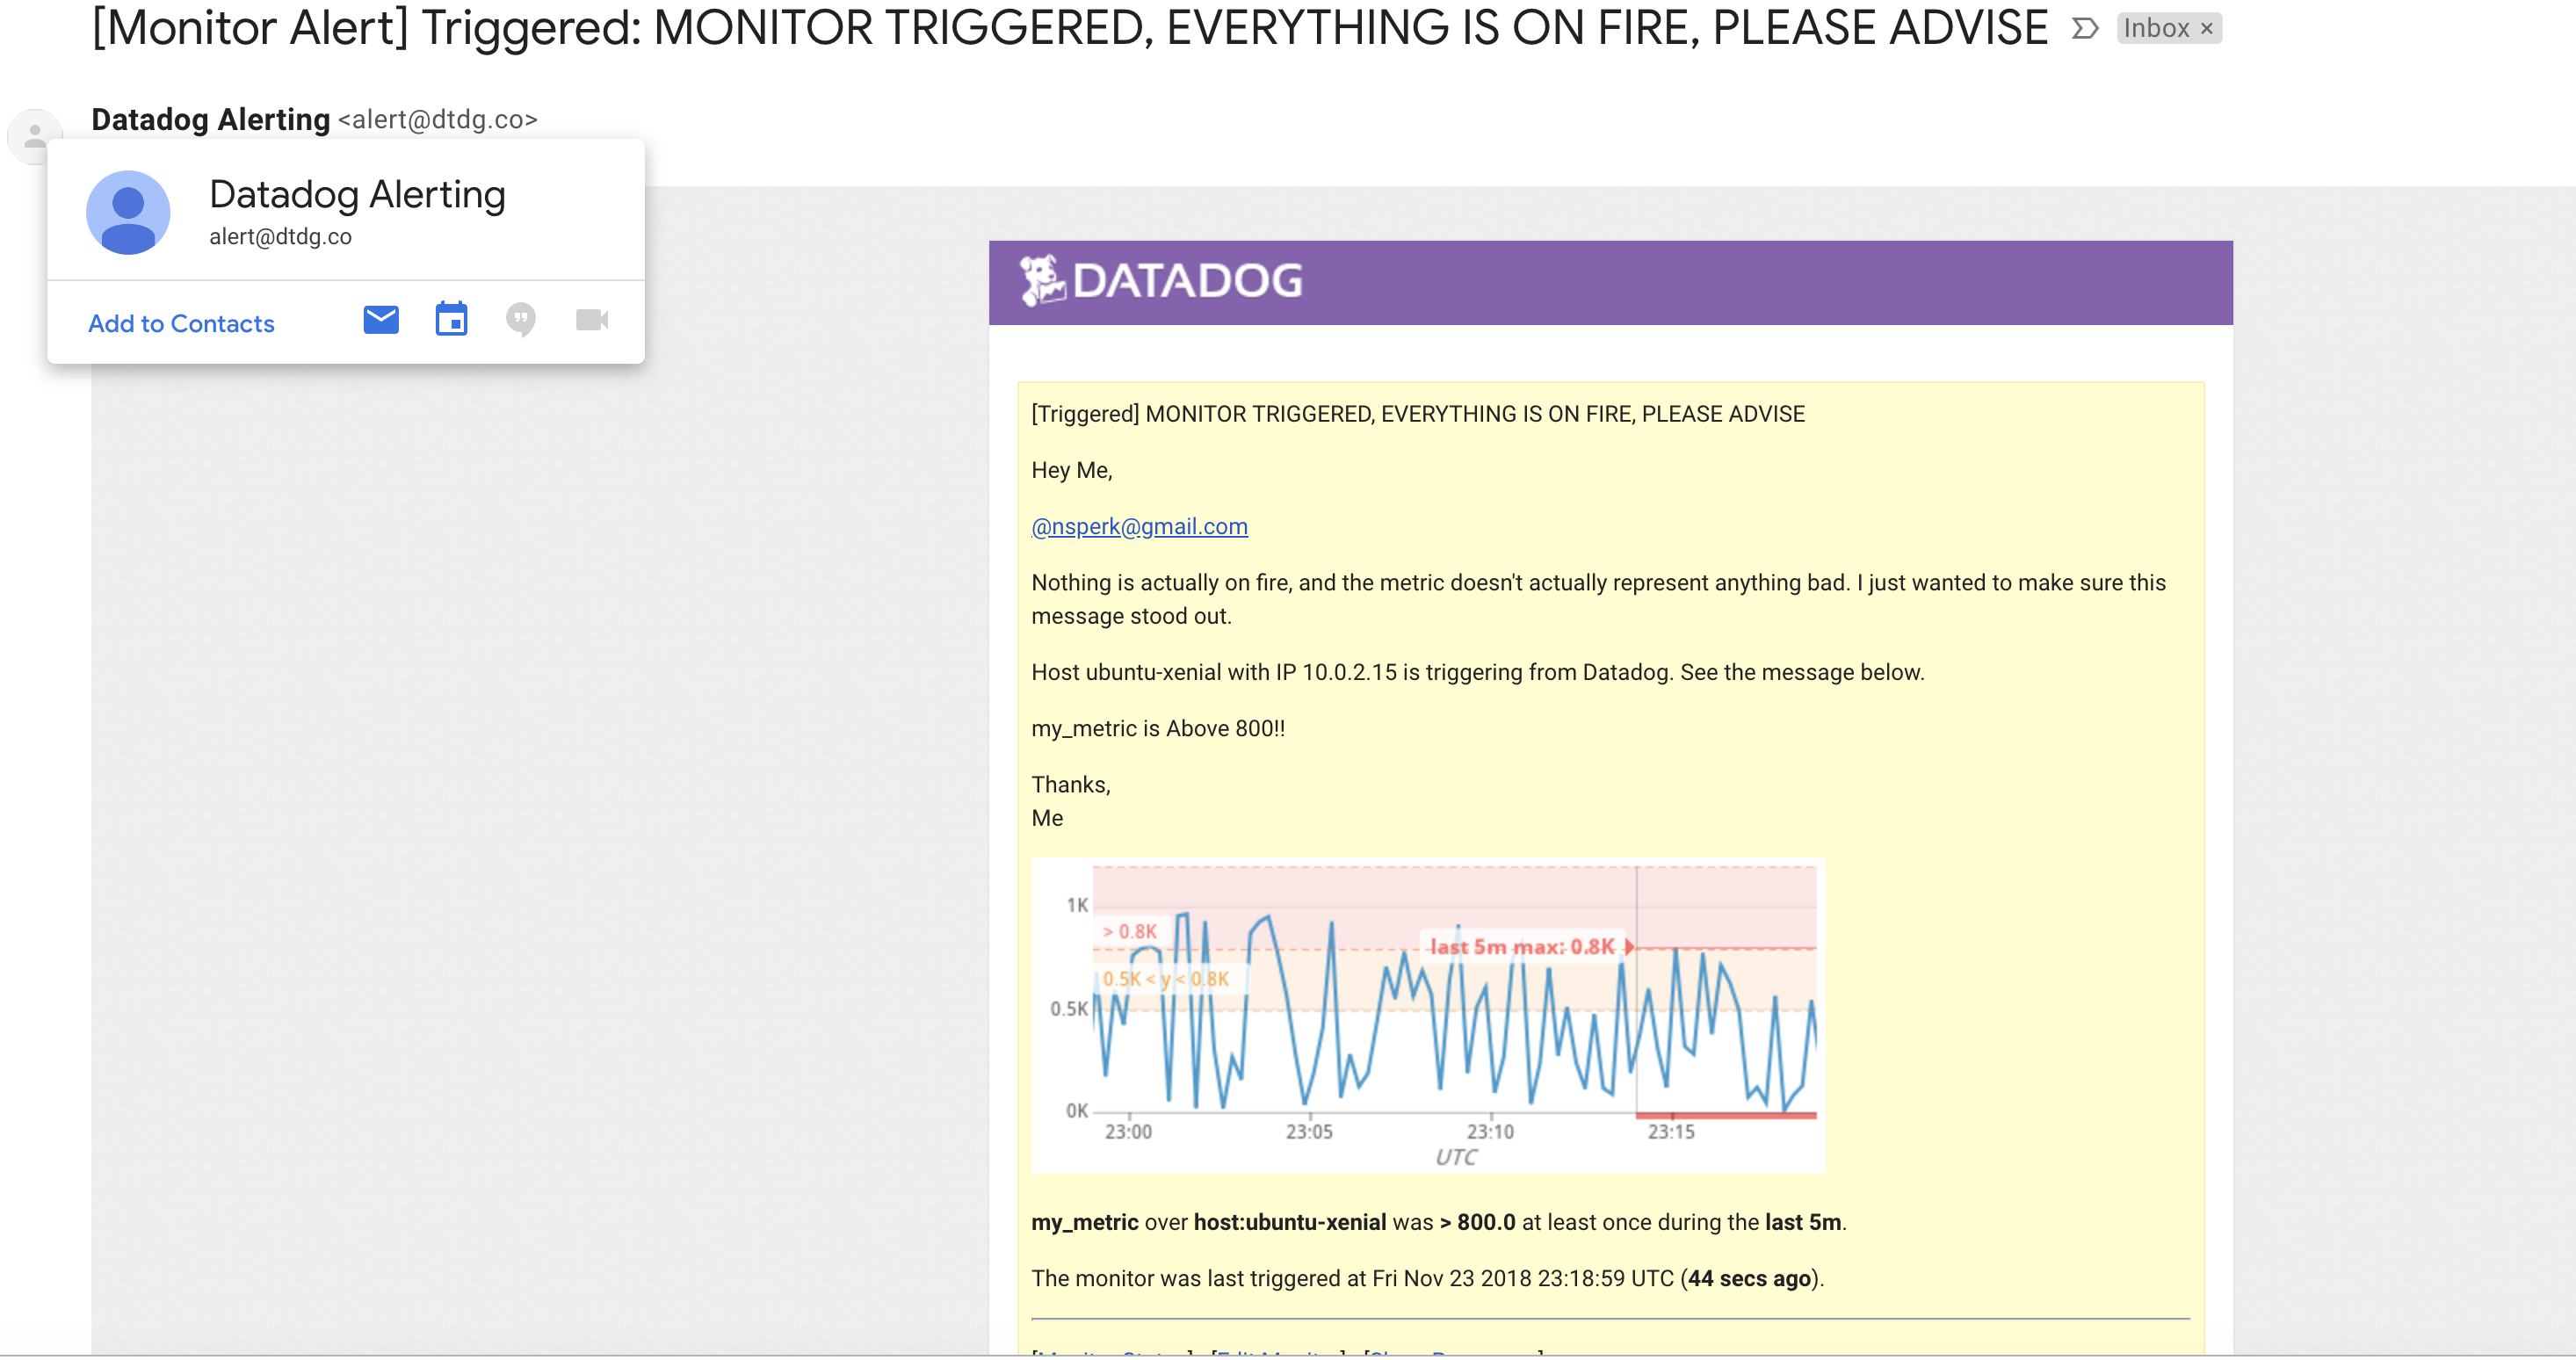 [Monitor Alert] Triggered: MONITOR TRIGGERED, EVERYTHING IS ON FIRE, PLEASE ADVISE Inbox ×
Datadog Alerting <alert@dtdg.co>
Datadog Alerting
alert@dtdg.co
Add to Contacts
DATADOG
[Triggered] MONITOR TRIGGERED, EVERYTHING IS ON FIRE, PLEASE ADVISE
Hey Me,
@nsperk@gmail.com
Nothing is actually on fire, and the metric doesn't actually represent anything bad. I just wanted to make sure this
message stood out.
Host ubuntu-xenial with IP 10.0.2.15 is triggering from Datadog. See the message below.
my_metric is Above 800!!
Thanks,
Me
1K
> 0.8K
last 5m max: 0.8K
0.5K < y < 0.8K
0.5K
0K
23:00 23:05 23:10 23:15
UTC
my_metric over host:ubuntu-xenial was > 800.0 at least once during the last 5m.
The monitor was last triggered at Fri Nov 23 2018 23:18:59 UTC (44 secs ago).